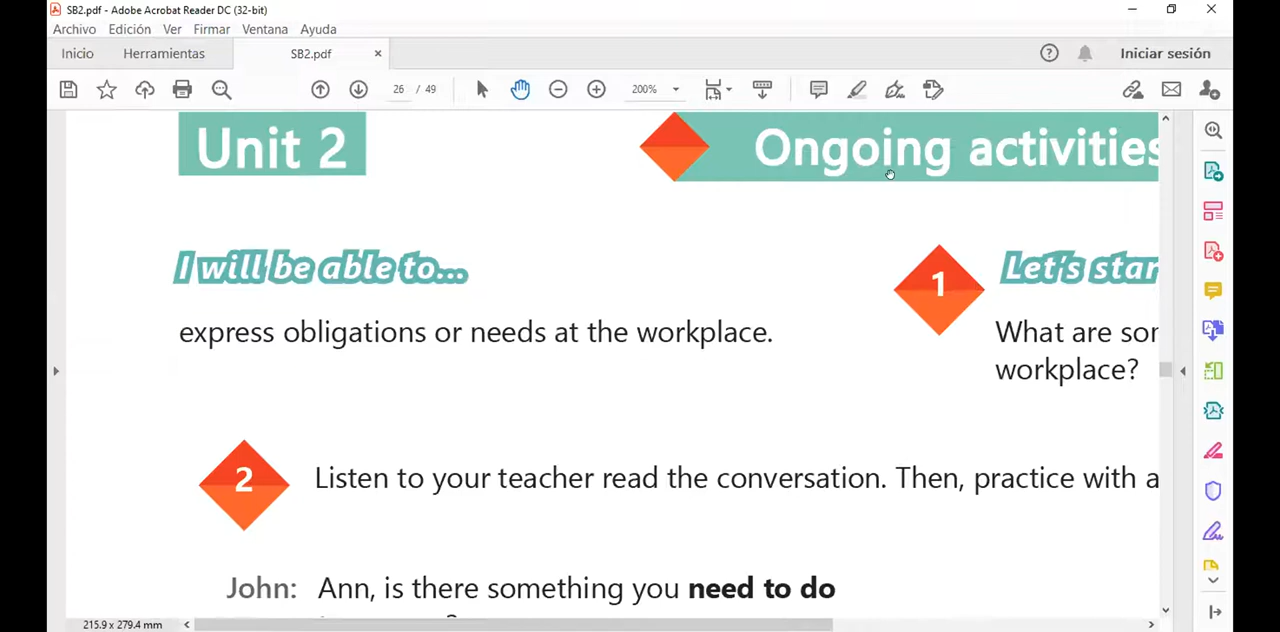 SB2.pdf - Adobe Acrobat Reader DC (32-bit)
Archivo Edición Ver Firmar Ventana Ayuda
Inicio Herramientas SB2.pdf × Iniciar sesión
26 / 49 200%
Unit 2 Ongoing activities
I will be able to... 1 Let's star
express obligations or needs at the workplace. What are sor
workplace?
2 Listen to your teacher read the conversation. Then, practice with a
John: Ann, is there something you need to do
215.9 x 279.4 mm